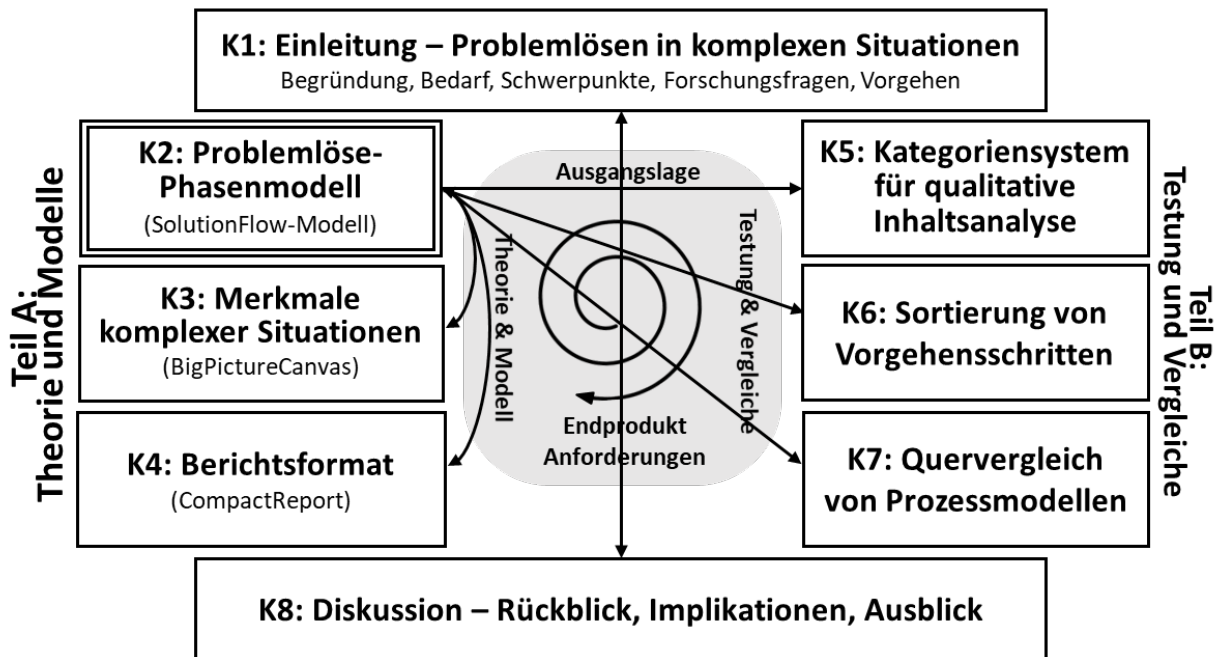 K1: Einleitung – Problemlösen in komplexen Situationen
Begründung, Bedarf, Schwerpunkte, Forschungsfragen, Vorgehen
Teil A:
Theorie und Modelle
K2: Problemlöse-
Phasenmodell
(SolutionFlow-Modell)
K3: Merkmale
komplexer Situationen
(BigPictureCanvas)
K4: Berichtsformat
(CompactReport)
Ausgangslage
Theorie & Modell
Testung & Vergleiche
Endprodukt
Anforderungen
K5: Kategoriensystem
für qualitative
Inhaltsanalyse
K6: Sortierung von
Vorgehensschritten
K7: Quervergleich
von Prozessmodellen
Teil B:
Testung und Vergleiche
K8: Diskussion – Rückblick, Implikationen, Ausblick